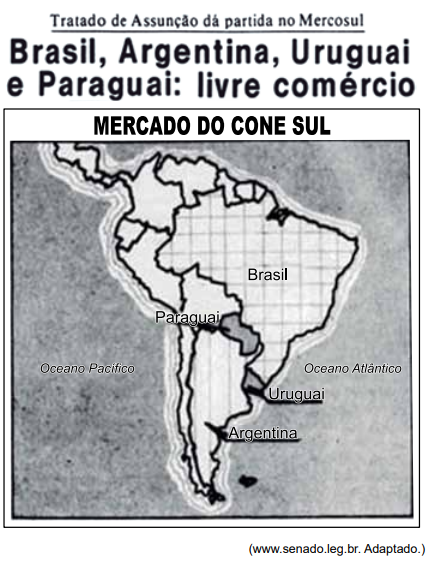 Tratado de Assunção dá partida no Mercosul
Brasil, Argentina, Uruguai
e Paraguai: livre comércio
MERCADO DO CONE SUL
Brasil
Paraguai
Oceano Pacífico
Oceano Atlântico
Uruguai
Argentina
(www.senado.leg.br. Adaptado.)